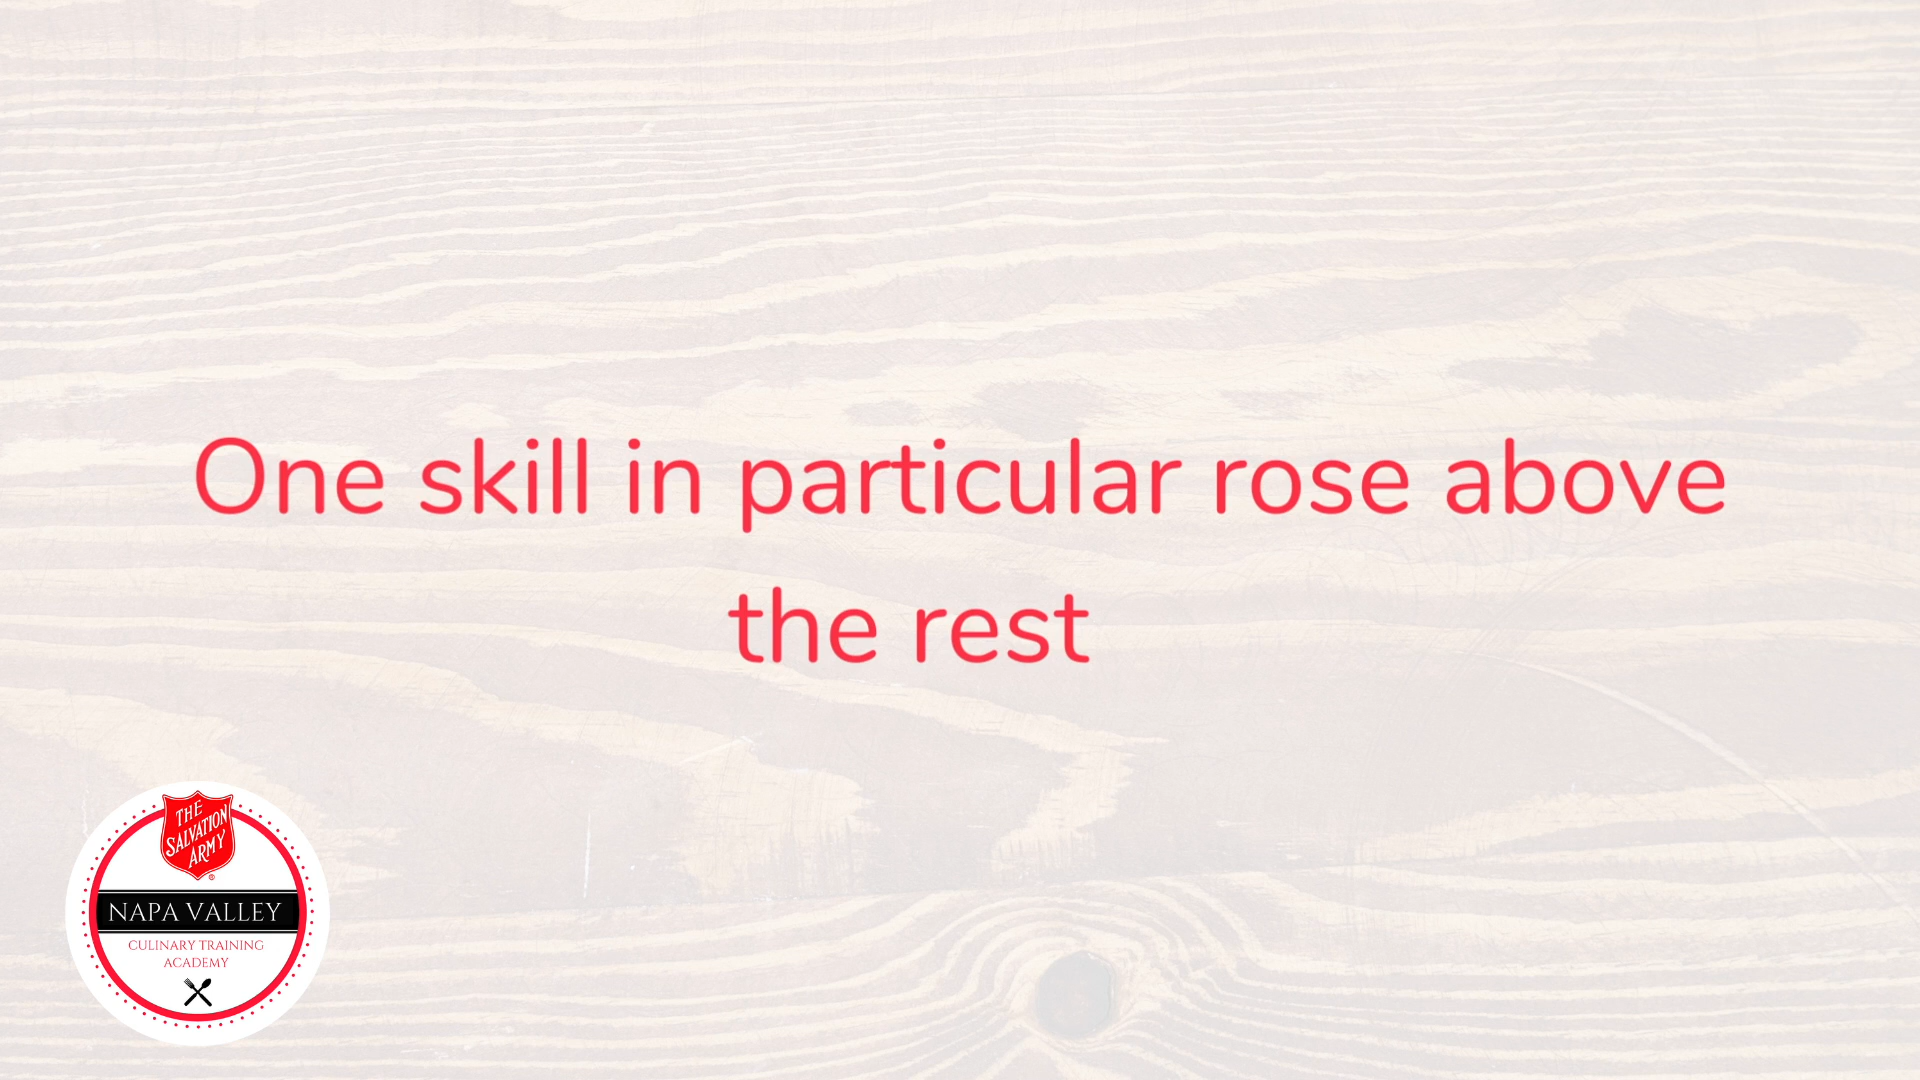 One skill in particular rose above
the rest
THE
SALVATION
ARMY
®
NAPA VALLEY
CULINARY TRAINING
ACADEMY